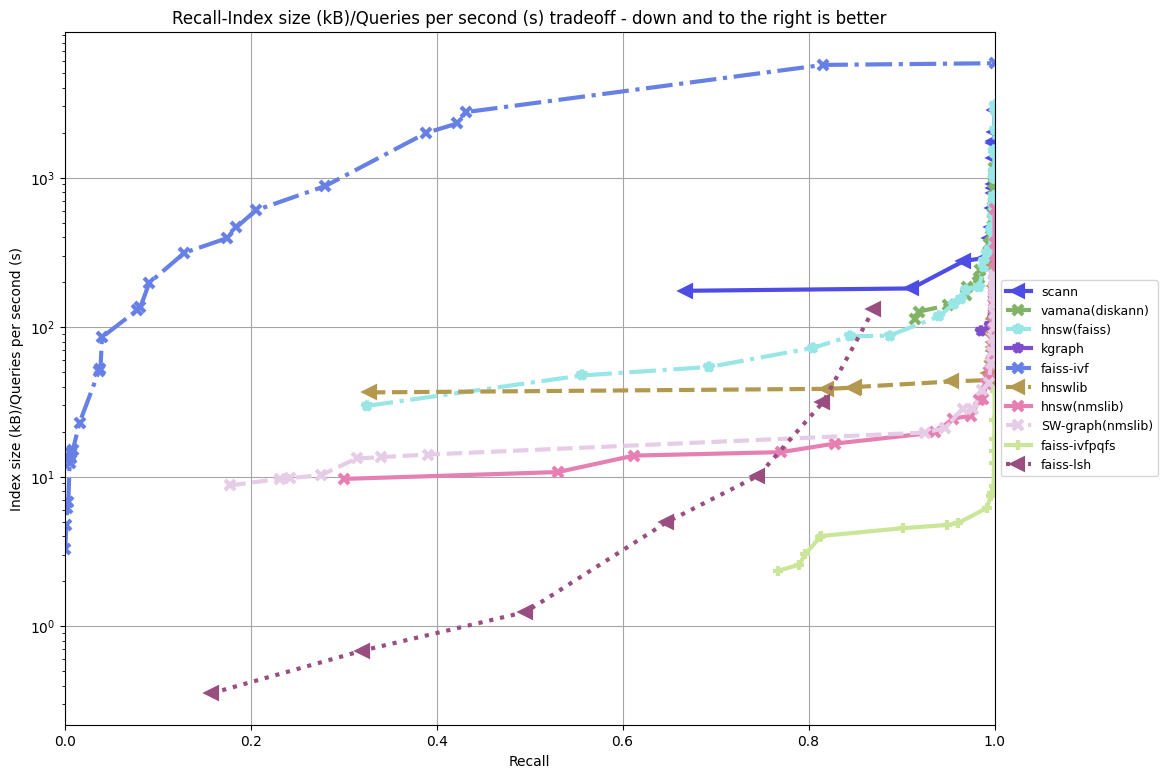 Recall-Index size (kB)/Queries per second (s) tradeoff - down and to the right is better
Index size (kB)/Queries per second (s)
10³
10²
10¹
10⁰
0.0 0.2 0.4 0.6 0.8 1.0
Recall
scann
vamana(diskann)
hnsw(faiss)
kgraph
faiss-ivf
hnswlib
hnsw(nmslib)
SW-graph(nmslib)
faiss-ivfpqfs
faiss-lsh